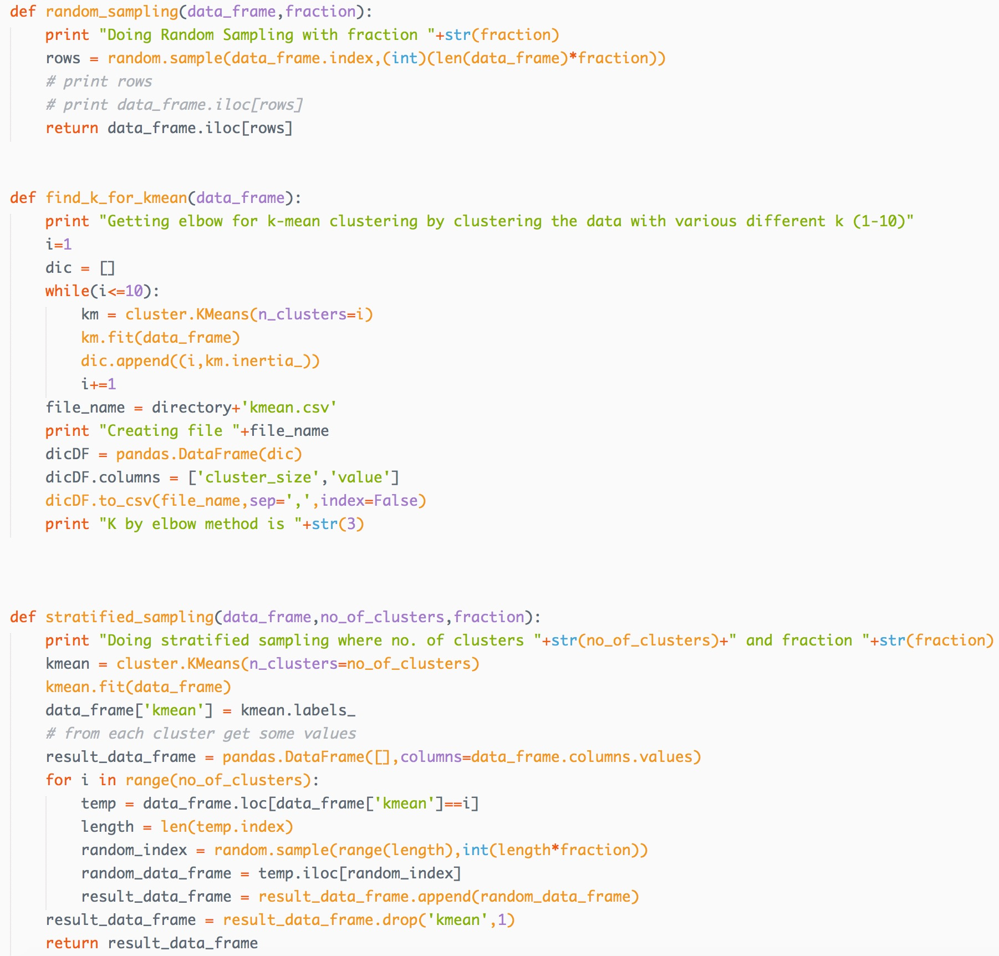 def random_sampling(data_frame,fraction):
    print "Doing Random Sampling with fraction "+str(fraction)
    rows = random.sample(data_frame.index,(int)(len(data_frame)*fraction))
    # print rows
    # print data_frame.iloc[rows]
    return data_frame.iloc[rows]
def find_k_for_kmean(data_frame):
    print "Getting elbow for k-mean clustering by clustering the data with various different k (1-10)"
    i=1
    dic = []
    while(i<=10):
        km = cluster.KMeans(n_clusters=i)
        km.fit(data_frame)
        dic.append((i,km.inertia_))
        i+=1
    file_name = directory+'kmean.csv'
    print "Creating file "+file_name
    dicDF = pandas.DataFrame(dic)
    dicDF.columns = ['cluster_size','value']
    dicDF.to_csv(file_name,sep=',',index=False)
    print "K by elbow method is "+str(3)
def stratified_sampling(data_frame,no_of_clusters,fraction):
    print "Doing stratified sampling where no. of clusters "+str(no_of_clusters)+" and fraction "+str(fraction)
    kmean = cluster.KMeans(n_clusters=no_of_clusters)
    kmean.fit(data_frame)
    data_frame['kmean'] = kmean.labels_
    # from each cluster get some values
    result_data_frame = pandas.DataFrame([],columns=data_frame.columns.values)
    for i in range(no_of_clusters):
        temp = data_frame.loc[data_frame['kmean']==i]
        length = len(temp.index)
        random_index = random.sample(range(length),int(length*fraction))
        random_data_frame = temp.iloc[random_index]
        result_data_frame = result_data_frame.append(random_data_frame)
    result_data_frame = result_data_frame.drop('kmean',1)
    return result_data_frame